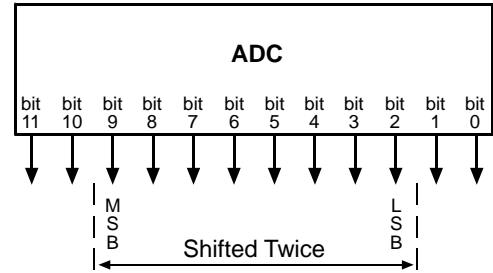 ADC
bit bit bit bit bit bit bit bit bit bit bit bit
11 10 9 8 7 6 5 4 3 2 1 0
MSB
LSB
Shifted Twice